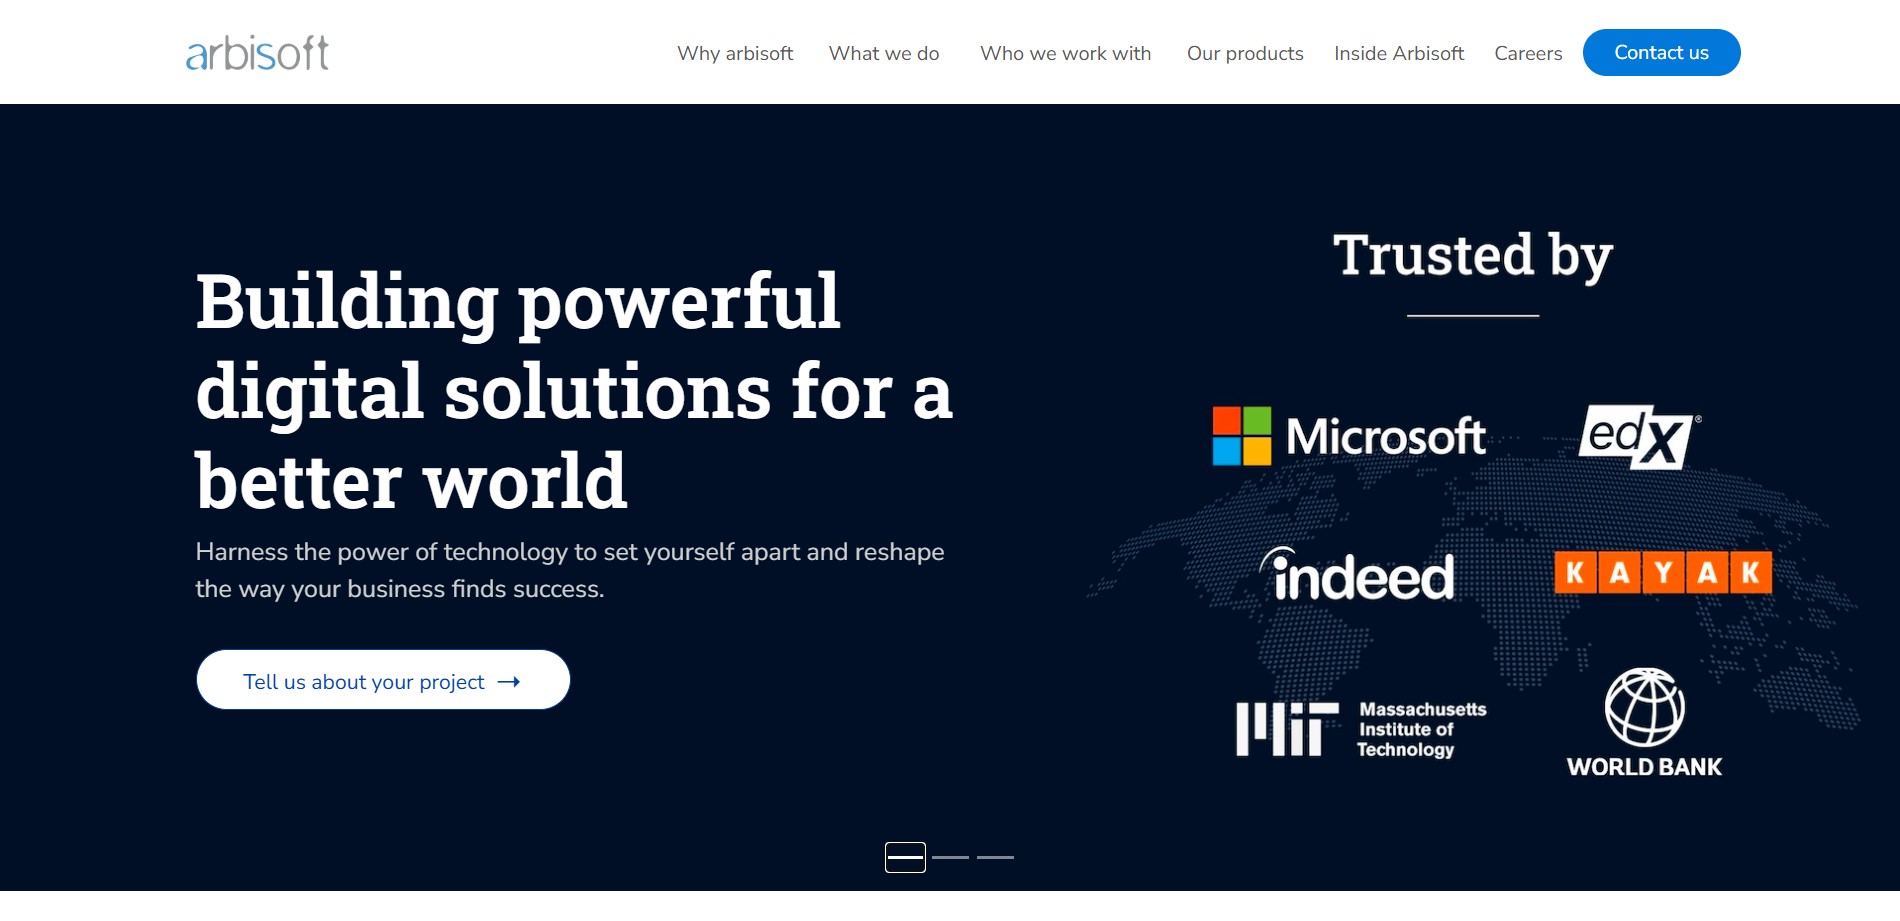 arbisoft
Why arbisoft
What we do
Who we work with
Our products
Inside Arbisoft
Careers
Contact us
Building powerful
digital solutions for a
better world
Harness the power of technology to set yourself apart and reshape
the way your business finds success.
Tell us about your project →
Trusted by
Microsoft
edX®
indeed
KAYAK
MIT
Massachusetts
Institute of
Technology
WORLD BANK